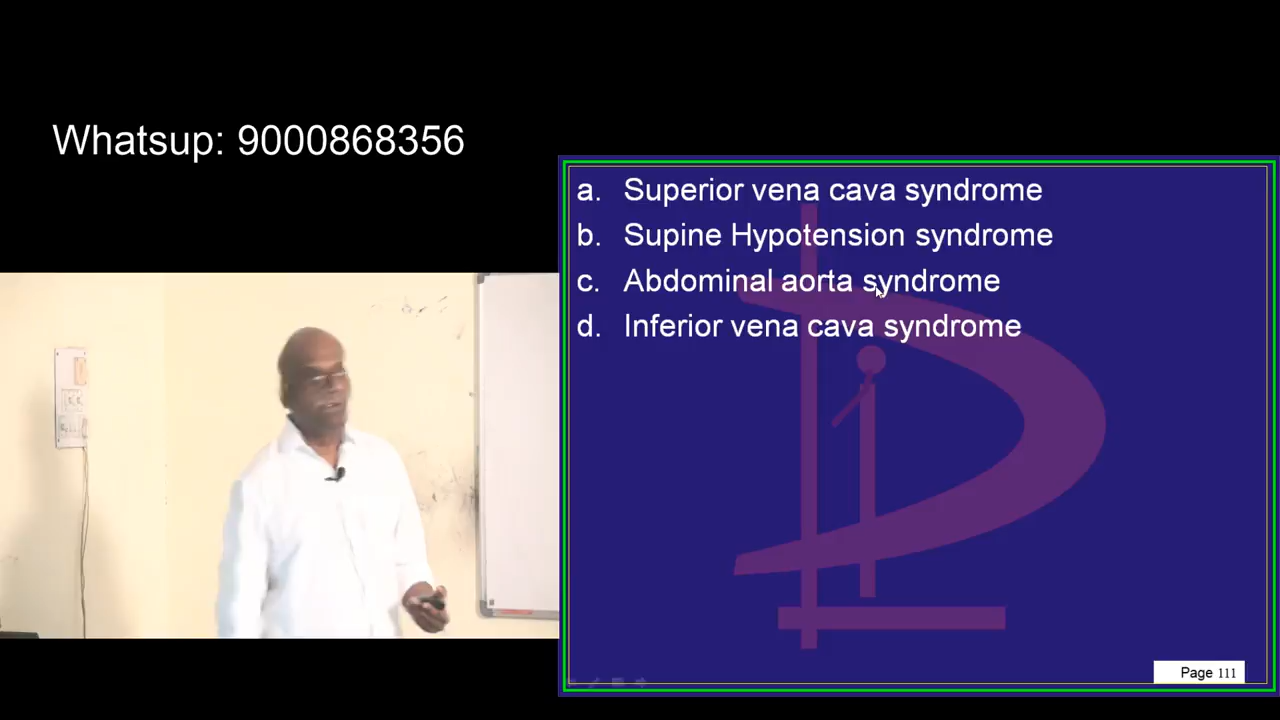 Whatsup: 9000868356
a. Superior vena cava syndrome
b. Supine Hypotension syndrome
c. Abdominal aorta syndrome
d. Inferior vena cava syndrome
Page 111